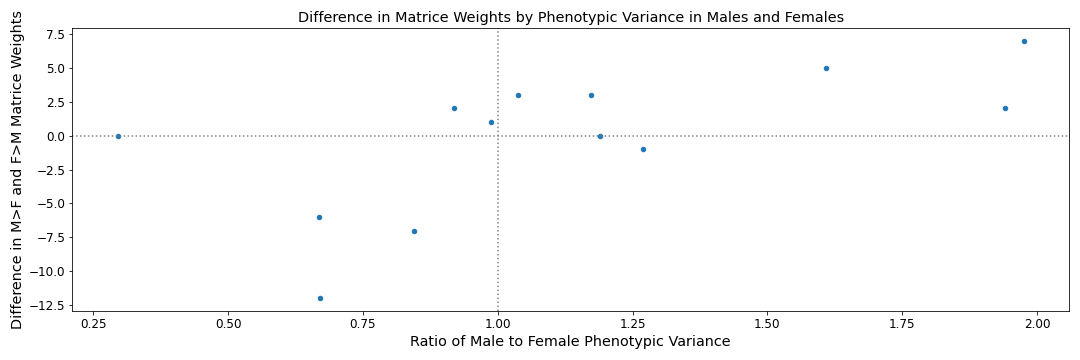 Difference in Matrice Weights by Phenotypic Variance in Males and Females
Difference in M>F and F>M Matrice Weights
7.5
5.0
2.5
0.0
−2.5
−5.0
−7.5
−10.0
−12.5
0.25 0.50 0.75 1.00 1.25 1.50 1.75 2.00
Ratio of Male to Female Phenotypic Variance